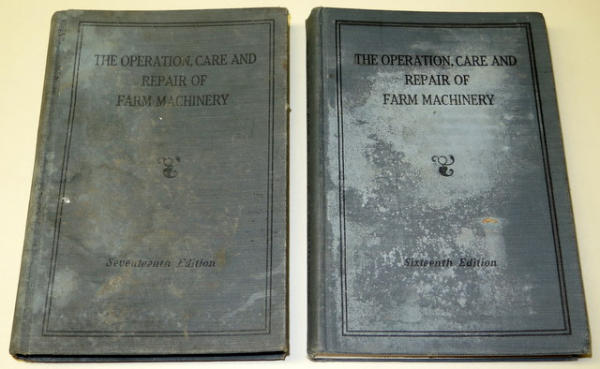 THE OPERATION, CARE AND
REPAIR OF
FARM MACHINERY
Seventeenth Edition
THE OPERATION, CARE AND
REPAIR OF
FARM MACHINERY
Sixteenth Edition